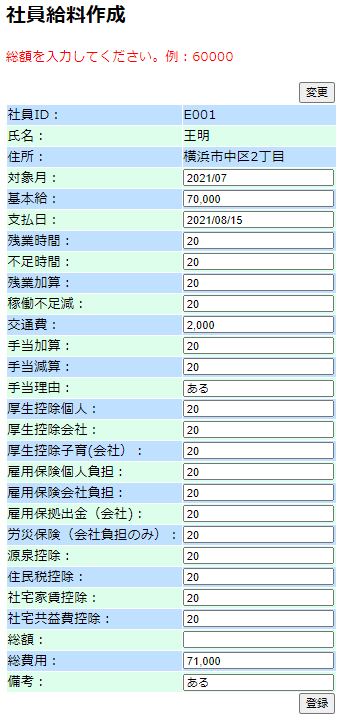 社員給料作成
総額を入力してください。例：60000
変更
社員ID： E001
氏名： 王明
住所： 横浜市中区2丁目
対象月： 2021/07
基本給： 70,000
支払日： 2021/08/15
残業時間： 20
不足時間： 20
残業加算： 20
稼働不足減： 20
交通費： 2,000
手当加算： 20
手当減算： 20
手当理由： ある
厚生控除個人： 20
厚生控除会社： 20
厚生控除子育(会社）： 20
雇用保険個人負担： 20
雇用保険会社負担： 20
雇用保拠出金（会社)： 20
労災保険（会社負担のみ）： 20
源泉控除： 20
住民税控除： 20
社宅家賃控除： 20
社宅共益費控除： 20
総額：
総費用： 71,000
備考： ある
登録